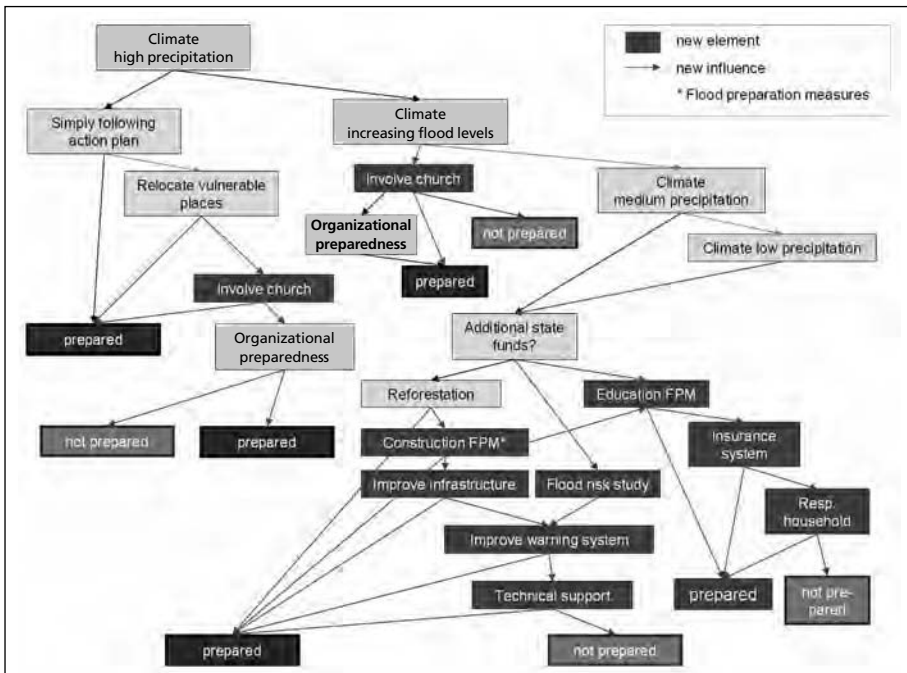 Climate
high precipitation
new element
new influence
* Flood preparation measures
Simply following
action plan
Climate
increasing flood levels
Relocate vulnerable
places
Involve church
Climate
medium precipitation
Organizational
preparedness
not prepared
Climate low precipitation
prepared
Involve church
prepared
Organizational
preparedness
Additional state
funds?
Reforestation
Education FPM
not prepared
prepared
Construction FPM*
Insurance
system
Improve infrastructure
Flood risk study
Resp.
household
Improve warning system
Technical support
prepared
not pre-
pared
prepared
not prepared